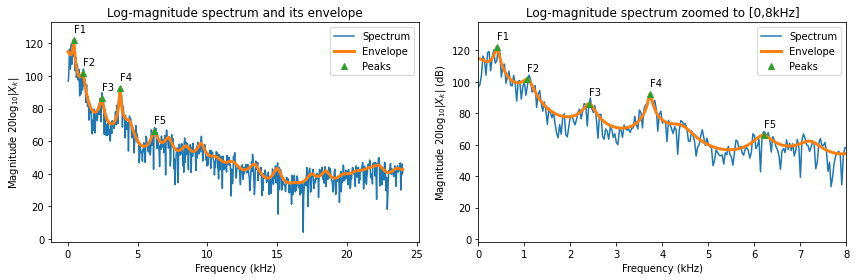 Log-magnitude spectrum and its envelope
Magnitude 20log₁₀|Xₖ|
120
100
80
60
40
20
0
F1
F2
F3
F4
F5
Spectrum
Envelope
Peaks
0
5
10
15
20
25
Frequency (kHz)
Log-magnitude spectrum zoomed to [0,8kHz]
Magnitude 20log₁₀|Xₖ| (dB)
120
100
80
60
40
20
0
F1
F2
F3
F4
F5
Spectrum
Envelope
Peaks
0
1
2
3
4
5
6
7
8
Frequency (kHz)